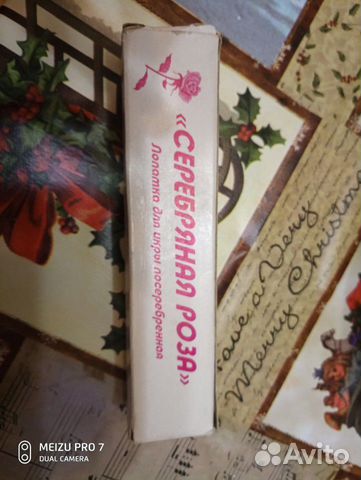 «СЕРЕБРЯНАЯ РОЗА»
Лопатка для икры посеребренная
Have a Very
Merry Christmas
MEIZU PRO 7
DUAL CAMERA
Avito